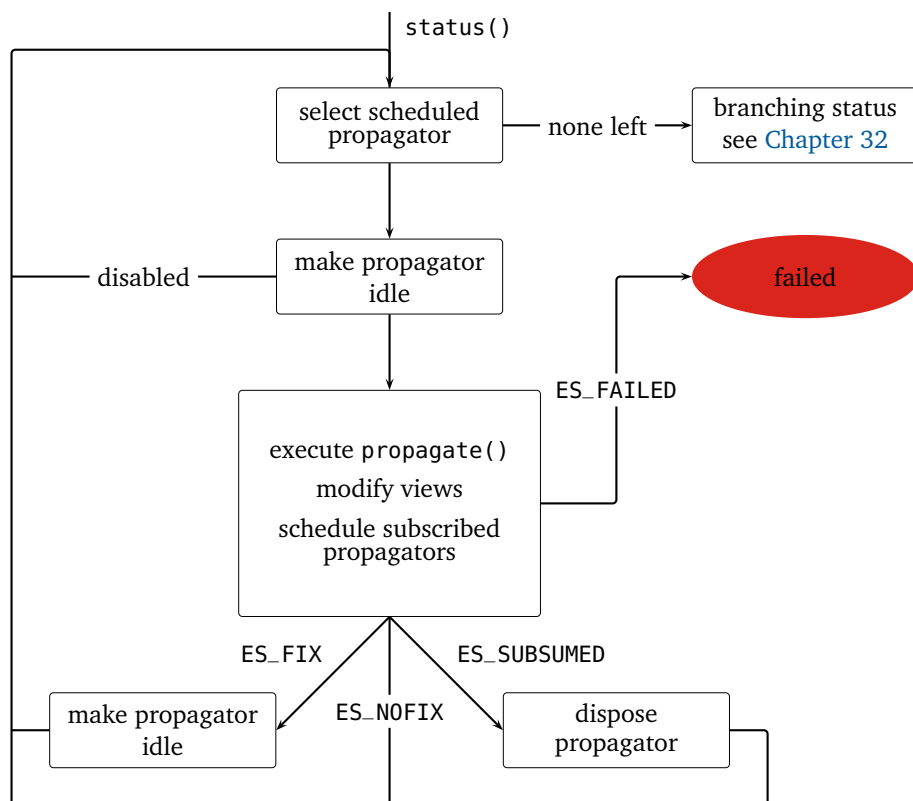 status()
select scheduled
propagator
none left
branching status
see Chapter 32
disabled
make propagator
idle
failed
ES_FAILED
execute propagate()
modify views
schedule subscribed
propagators
ES_FIX
ES_SUBSUMED
ES_NOFIX
make propagator
idle
dispose
propagator